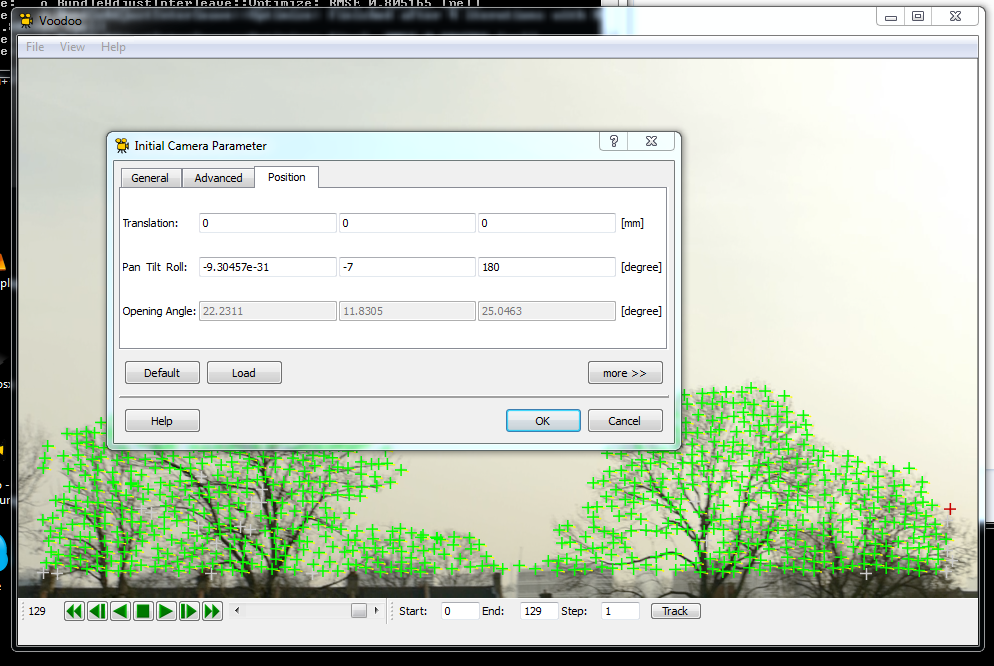 o BundleAdjustInterleave::Optimize: RMSE 0.805165 [pel]
Voodoo
File View Help
Initial Camera Parameter
General Advanced Position
Translation: 0 0 0 [mm]
Pan Tilt Roll: -9.30457e-31 -7 180 [degree]
Opening Angle: 22.2311 11.8305 25.0463 [degree]
Default Load more >>
Help OK Cancel
129 Start: 0 End: 129 Step: 1 Track